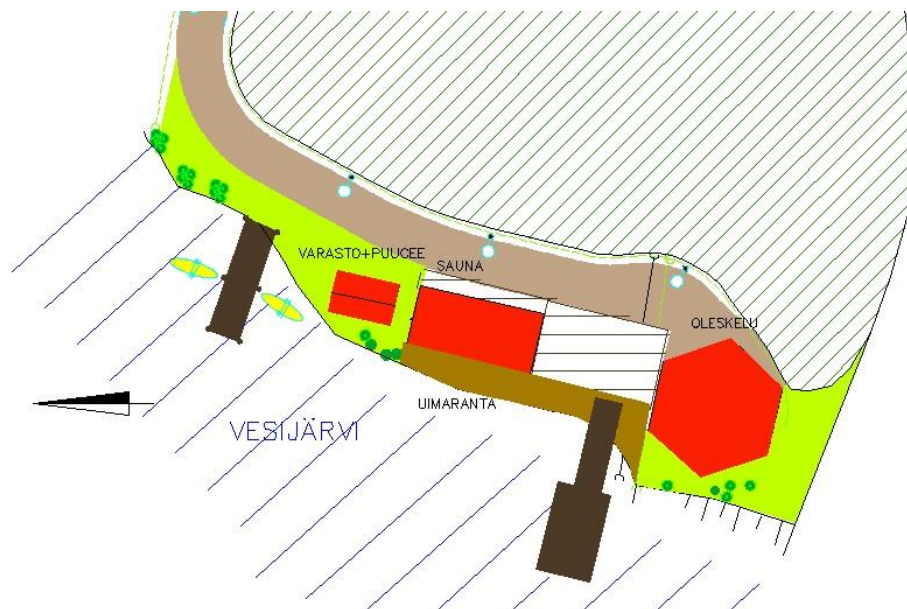 VARASTO+PUUCEE
SAUNA
OLESKELU
UIMARANTA
VESIJÄRVI